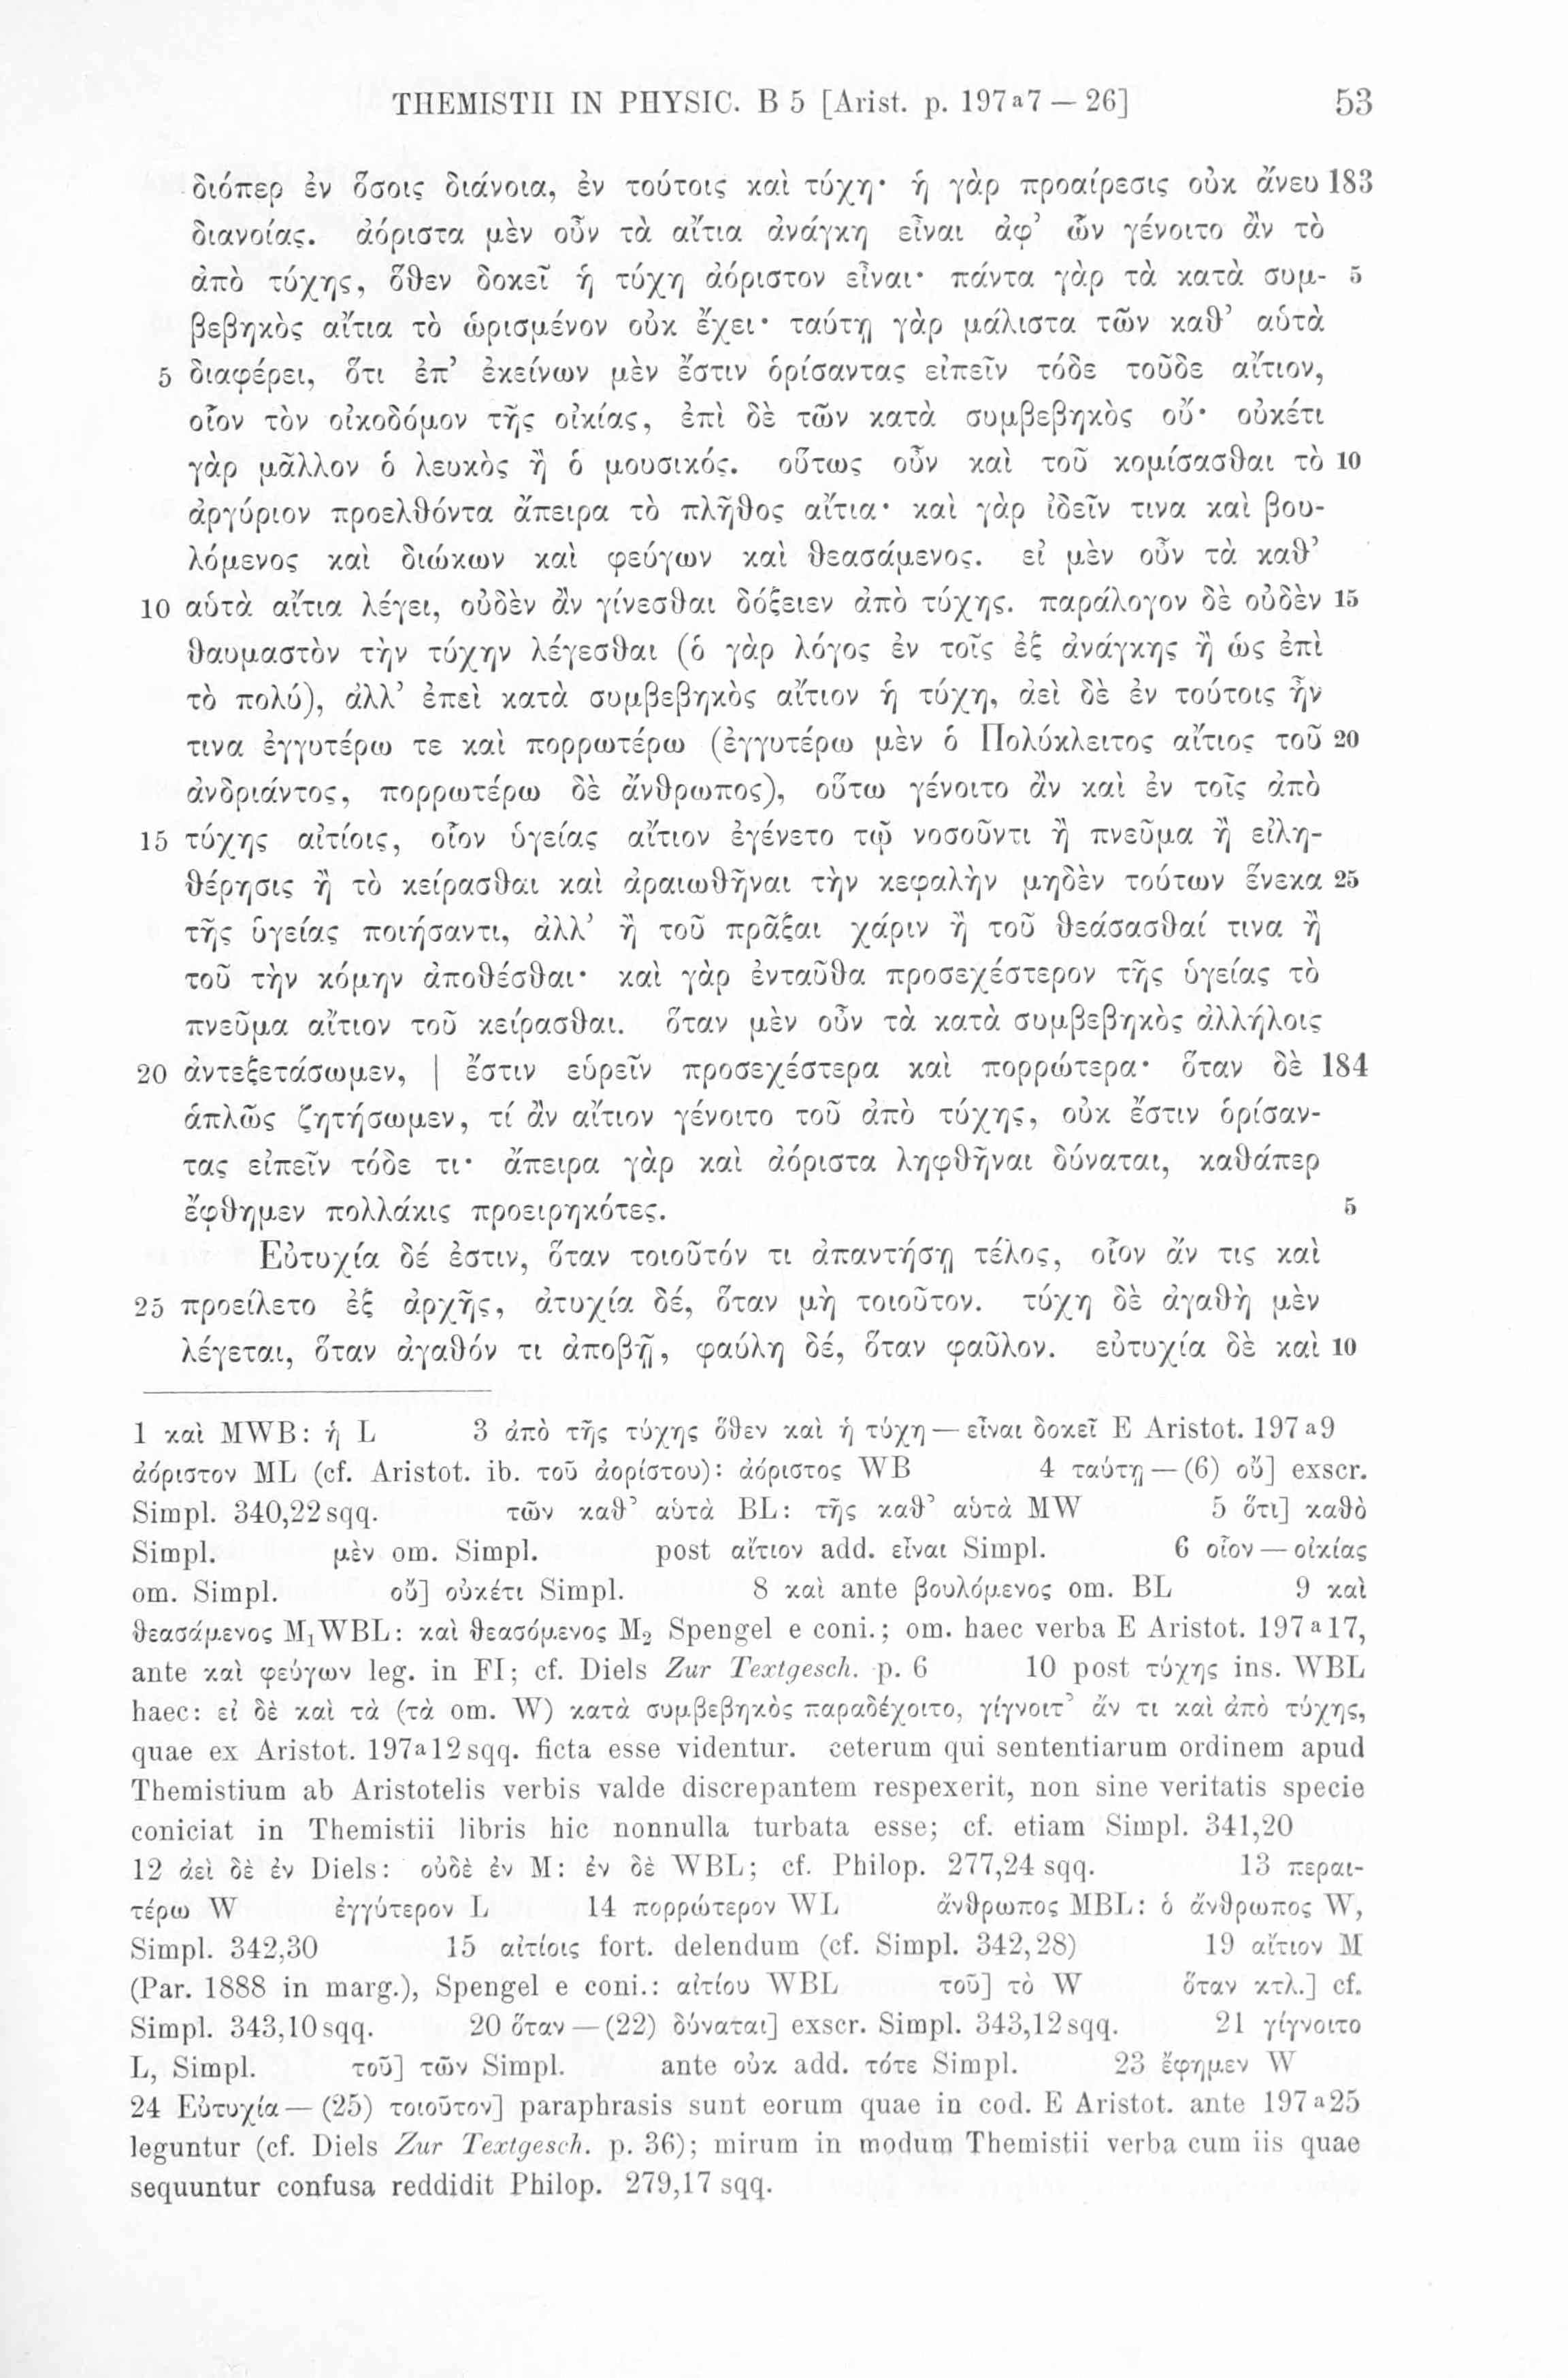 THEMISTII IN PHYSIC. B 5 [Arist. p. 197a7 — 26] 53
διόπερ ἐν ὅσοις διάνοια, ἐν τούτοις καὶ τύχη· ἡ γὰρ προαίρεσις οὐκ ἄνευ 183
διανοίας. ἀόριστα μὲν οὖν τὰ αἴτια ἀνάγκη εἶναι ἀφ’ ὧν γένοιτο ἂν τὸ
ἀπὸ τύχης, ὅθεν δοκεῖ ἡ τύχη ἀόριστον εἶναι· πάντα γὰρ τὰ κατὰ συμ- 5
βεβηκὸς αἴτια τὸ ὡρισμένον οὐκ ἔχει· ταύτῃ γὰρ μάλιστα τῶν καθ’ αὑτὰ
5 διαφέρει, ὅτι ἐπ’ ἐκείνων μὲν ἔστιν ὁρίσαντας εἰπεῖν τόδε τοῦδε αἴτιον,
οἷον τὸν οἰκοδόμον τῆς οἰκίας, ἐπὶ δὲ τῶν κατὰ συμβεβηκὸς οὔ· οὐκέτι
γὰρ μᾶλλον ὁ λευκὸς ἢ ὁ μουσικός. οὕτως οὖν καὶ τοῦ κομίσασθαι τὸ 10
ἀργύριον προελθόντα ἄπειρα τὸ πλῆθος αἴτια· καὶ γὰρ ἰδεῖν τινα καὶ βου-
λόμενος καὶ διώκων καὶ φεύγων καὶ θεασάμενος. εἰ μὲν οὖν τὰ καθ’
10 αὑτὰ αἴτια λέγει, οὐδὲν ἂν γίνεσθαι δόξειεν ἀπὸ τύχης. παράλογον δὲ οὐδὲν 15
θαυμαστὸν τὴν τύχην λέγεσθαι (ὁ γὰρ λόγος ἐν τοῖς ἐξ ἀνάγκης ἢ ὡς ἐπὶ
τὸ πολύ), ἀλλ’ ἐπεὶ κατὰ συμβεβηκὸς αἴτιον ἡ τύχη, ἀεὶ δὲ ἐν τούτοις ἦν
τινα ἐγγυτέρω τε καὶ πορρωτέρω (ἐγγυτέρω μὲν ὁ Πολύκλειτος αἴτιος τοῦ 20
ἀνδριάντος, πορρωτέρω δὲ ἄνθρωπος), οὕτω γένοιτο ἂν καὶ ἐν τοῖς ἀπὸ
15 τύχης αἰτίοις, οἷον ὑγείας αἴτιον ἐγένετο τῷ νοσοῦντι ἢ πνεῦμα ἢ εἰλη-
θέρησις ἢ τὸ κείρασθαι καὶ ἀραιωθῆναι τὴν κεφαλὴν μηδὲν τούτων ἕνεκα 25
τῆς ὑγείας ποιήσαντι, ἀλλ’ ἢ τοῦ πρᾶξαι χάριν ἢ τοῦ θεάσασθαί τινα ἢ
τοῦ τὴν κόμην ἀποθέσθαι· καὶ γὰρ ἐνταῦθα προσεχέστερον τῆς ὑγείας τὸ
πνεῦμα αἴτιον τοῦ κείρασθαι. ὅταν μὲν οὖν τὰ κατὰ συμβεβηκὸς ἀλλήλοις
20 ἀντεξετάσωμεν, | ἔστιν εὑρεῖν προσεχέστερα καὶ πορρώτερα· ὅταν δὲ 184
ἁπλῶς ζητήσωμεν, τί ἂν αἴτιον γένοιτο τοῦ ἀπὸ τύχης, οὐκ ἔστιν ὁρίσαν-
τας εἰπεῖν τόδε τι· ἄπειρα γὰρ καὶ ἀόριστα ληφθῆναι δύναται, καθάπερ
ἔφθημεν πολλάκις προειρηκότες. 5
Εὐτυχία δέ ἐστιν, ὅταν τοιοῦτόν τι ἀπαντήσῃ τέλος, οἷον ἄν τις καὶ
25 προείλετο ἐξ ἀρχῆς, ἀτυχία δέ, ὅταν μὴ τοιοῦτον. τύχη δὲ ἀγαθὴ μὲν
λέγεται, ὅταν ἀγαθόν τι ἀποβῇ, φαύλη δέ, ὅταν φαῦλον. εὐτυχία δὲ καὶ 10
1 καὶ MWB: ἡ L 3 ἀπὸ τῆς τύχης ὅθεν καὶ ἡ τύχη — εἶναι δοκεῖ E Aristot. 197a9
ἀόριστον ML (cf. Aristot. ib. τοῦ ἀορίστου): ἀόριστος WB 4 ταύτῃ — (6) οὔ] exscr.
Simpl. 340,22 sqq. τῶν καθ’ αὑτὰ BL: τῆς καθ’ αὑτὰ MW 5 ὅτι] καθὸ
Simpl. μὲν om. Simpl. post αἴτιον add. εἶναι Simpl. 6 οἷον — οἰκίας
om. Simpl. οὔ] οὐκέτι Simpl. 8 καὶ ante βουλόμενος om. BL 9 καὶ
θεασάμενος M₁WBL: καὶ θεασόμενος M₂ Spengel e coni.; om. haec verba E Aristot. 197a17,
ante καὶ φεύγων leg. in FI; cf. Diels Zur Textgesch. p. 6 10 post τύχης ins. WBL
haec: εἰ δὲ καὶ τὰ (τὰ om. W) κατὰ συμβεβηκὸς παραδέχοιτο, γίγνοιτ’ ἄν τι καὶ ἀπὸ τύχης,
quae ex Aristot. 197a12 sqq. ficta esse videntur. ceterum qui sententiarum ordinem apud
Themistium ab Aristotelis verbis valde discrepantem respexerit, non sine veritatis specie
coniciat in Themistii libris hic nonnulla turbata esse; cf. etiam Simpl. 341,20
12 ἀεὶ δὲ ἐν Diels: οὐδὲ ἐν M: ἐν δὲ WBL; cf. Philop. 277,24 sqq. 13 περαι-
τέρω W ἐγγύτερον L 14 πορρώτερον WL ἄνθρωπος MBL: ὁ ἄνθρωπος W,
Simpl. 342,30 15 αἰτίοις fort. delendum (cf. Simpl. 342,28) 19 αἴτιον M
(Par. 1888 in marg.), Spengel e coni.: αἰτίου WBL τοῦ] τὸ W ὅταν κτλ.] cf.
Simpl. 343,10 sqq. 20 ὅταν — (22) δύναται] exscr. Simpl. 343,12 sqq. 21 γίγνοιτο
L, Simpl. τοῦ] τῶν Simpl. ante οὐκ add. τότε Simpl. 23 ἔφημεν W
24 Εὐτυχία — (25) τοιοῦτον] paraphrasis sunt eorum quae in cod. E Aristot. ante 197a25
leguntur (cf. Diels Zur Textgesch. p. 36); mirum in modum Themistii verba cum iis quae
sequuntur confusa reddidit Philop. 279,17 sqq.